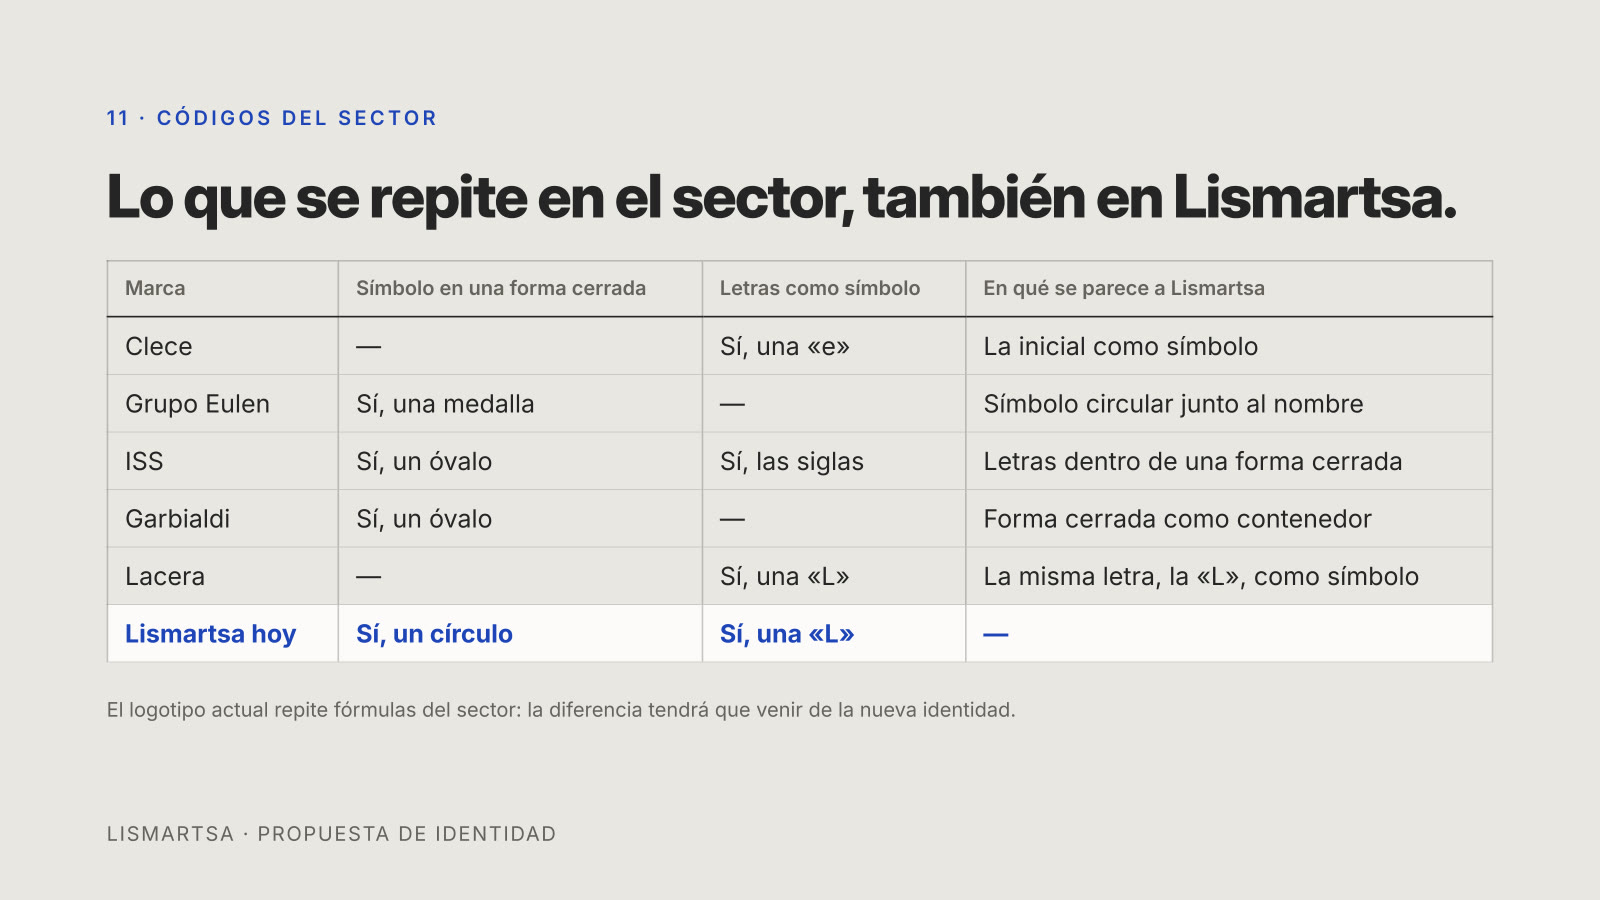 11 · CÓDIGOS DEL SECTOR
Lo que se repite en el sector, también en Lismartsa.
Marca Símbolo en una forma cerrada Letras como símbolo En qué se parece a Lismartsa
Clece — Sí, una «e» La inicial como símbolo
Grupo Eulen Sí, una medalla — Símbolo circular junto al nombre
ISS Sí, un óvalo Sí, las siglas Letras dentro de una forma cerrada
Garbialdi Sí, un óvalo — Forma cerrada como contenedor
Lacera — Sí, una «L» La misma letra, la «L», como símbolo
Lismartsa hoy Sí, un círculo Sí, una «L» —
El logotipo actual repite fórmulas del sector: la diferencia tendrá que venir de la nueva identidad.
LISMARTSA · PROPUESTA DE IDENTIDAD